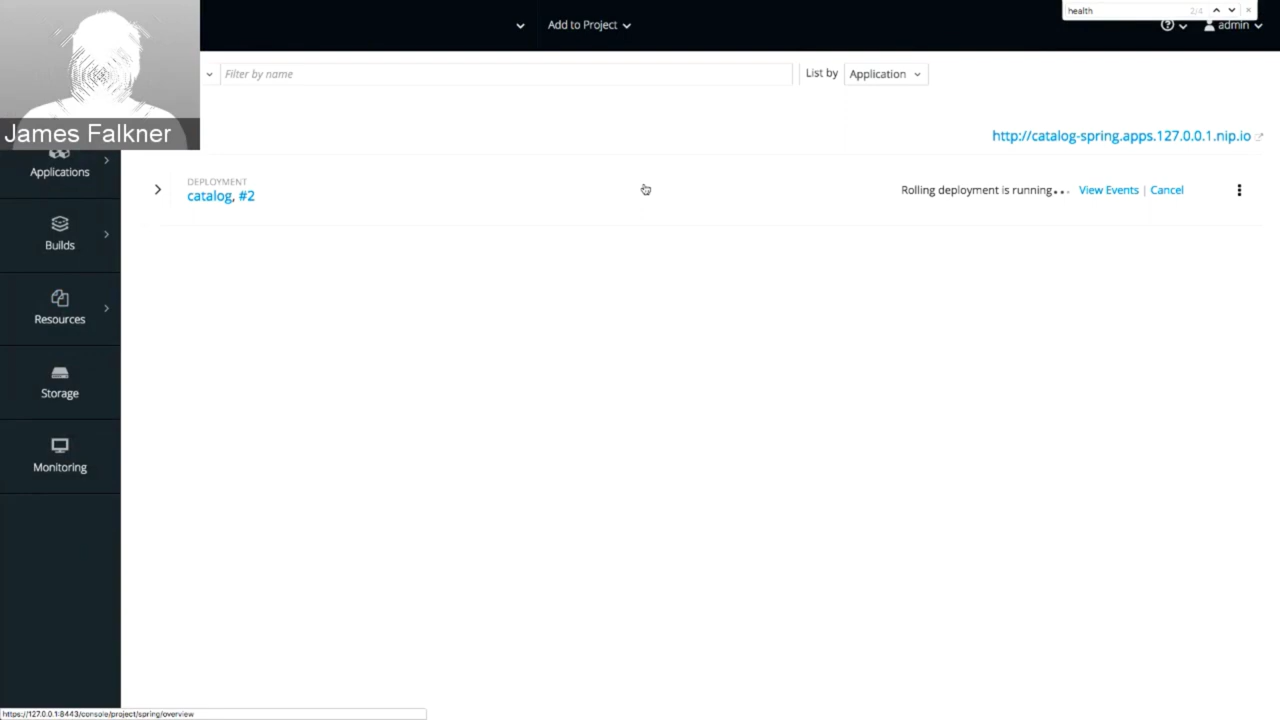 health 2/4
Add to Project
admin
Filter by name
List by Application
James Falkner
http://catalog-spring.apps.127.0.0.1.nip.io
Applications
DEPLOYMENT
catalog, #2
Rolling deployment is running... View Events | Cancel
Builds
Resources
Storage
Monitoring
https://127.0.0.1:8443/console/project/spring/overview